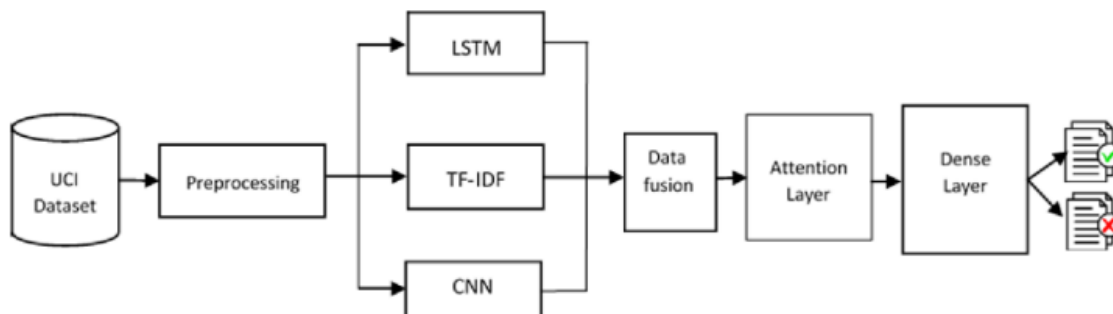 LSTM
UCI
Dataset
Preprocessing
TF-IDF
Data
fusion
Attention
Layer
Dense
Layer
CNN